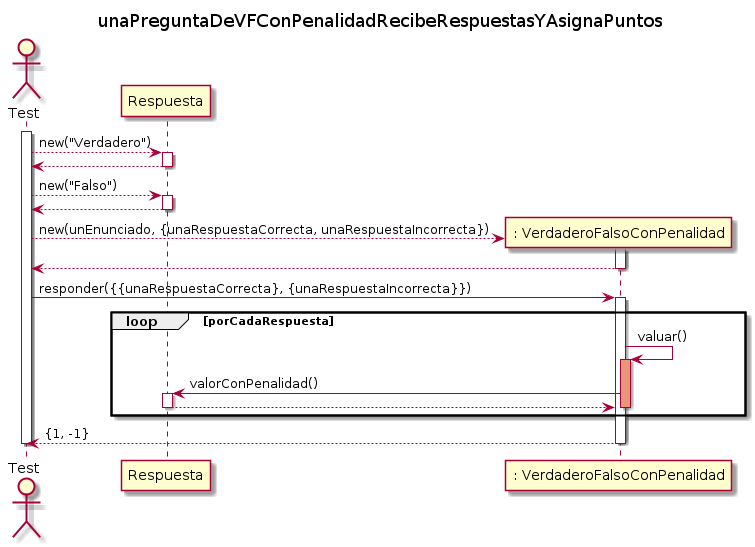 unaPreguntaDeVFConPenalidadRecibeRespuestasYAsignaPuntos
Test
Respuesta
new("Verdadero")
new("Falso")
new(unEnunciado, {unaRespuestaCorrecta, unaRespuestaIncorrecta})
: VerdaderoFalsoConPenalidad
responder({{unaRespuestaCorrecta}, {unaRespuestaIncorrecta}})
loop [porCadaRespuesta]
valuar()
valorConPenalidad()
{1, -1}
Test
Respuesta
: VerdaderoFalsoConPenalidad